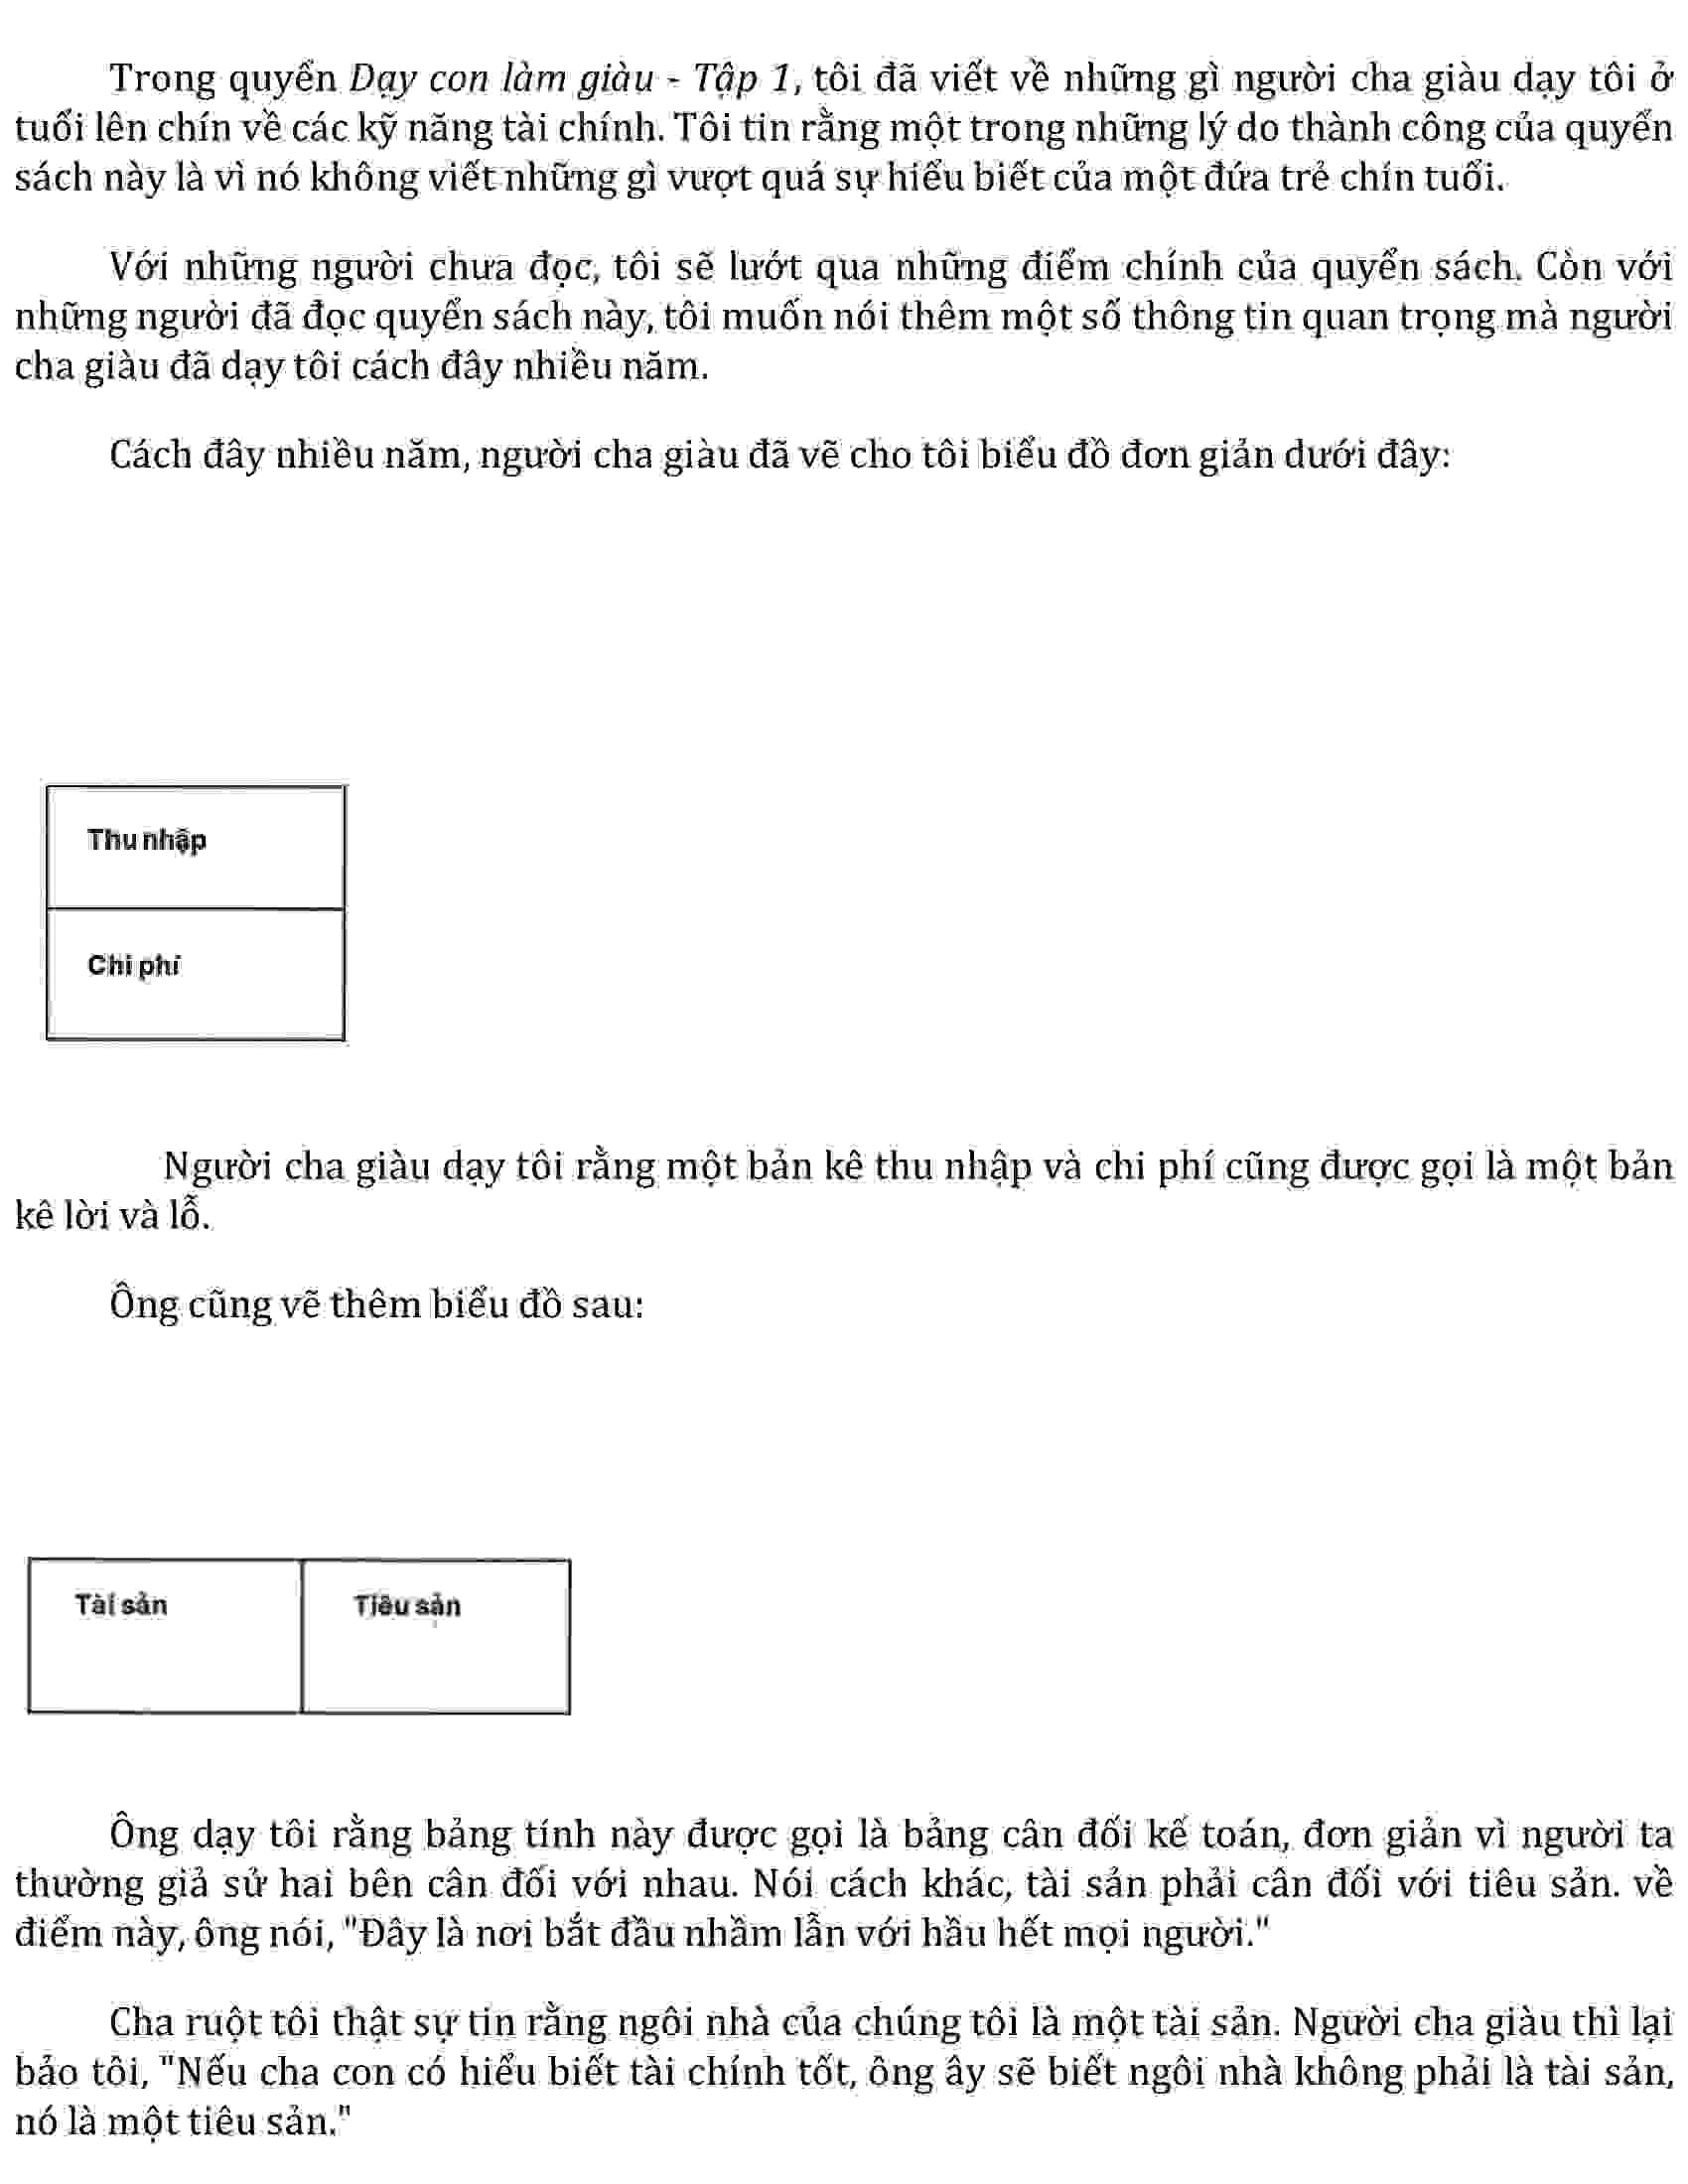 Trong quyển Dạy con làm giàu - Tập 1, tôi đã viết về những gì người cha giàu dạy tôi ở
tuổi lên chín về các kỹ năng tài chính. Tôi tin rằng một trong những lý do thành công của quyển
sách này là vì nó không viết những gì vượt quá sự hiểu biết của một đứa trẻ chín tuổi.
Với những người chưa đọc, tôi sẽ lướt qua những điểm chính của quyển sách. Còn với
những người đã đọc quyển sách này, tôi muốn nói thêm một số thông tin quan trọng mà người
cha giàu đã dạy tôi cách đây nhiều năm.
Cách đây nhiều năm, người cha giàu đã vẽ cho tôi biểu đồ đơn giản dưới đây:
Thu nhập
Chi phí
Người cha giàu dạy tôi rằng một bản kê thu nhập và chi phí cũng được gọi là một bản
kê lời và lỗ.
Ông cũng vẽ thêm biểu đồ sau:
Tài sản Tiêu sản
Ông dạy tôi rằng bảng tính này được gọi là bảng cân đối kế toán, đơn giản vì người ta
thường giả sử hai bên cân đối với nhau. Nói cách khác, tài sản phải cân đối với tiêu sản. về
điểm này, ông nói, "Đây là nơi bắt đầu nhầm lẫn với hầu hết mọi người."
Cha ruột tôi thật sự tin rằng ngôi nhà của chúng tôi là một tài sản. Người cha giàu thì lại
bảo tôi, "Nếu cha con có hiểu biết tài chính tốt, ông ây sẽ biết ngôi nhà không phải là tài sản,
nó là một tiêu sản."